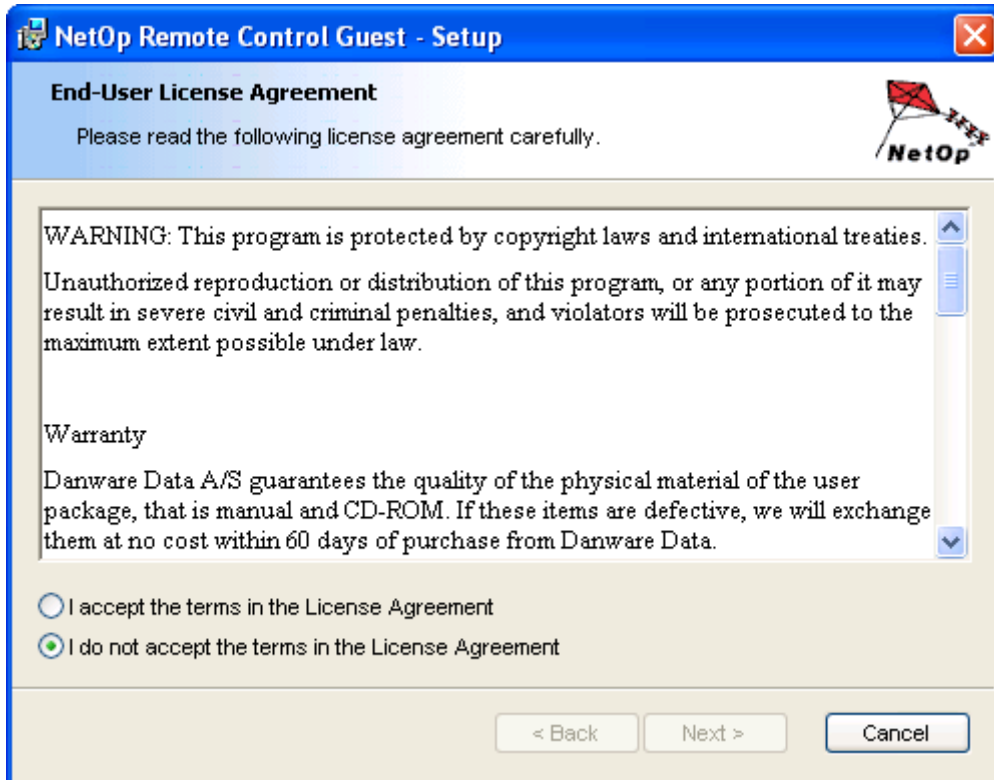 NetOp Remote Control Guest - Setup
End-User License Agreement
Please read the following license agreement carefully.
NetOp
WARNING: This program is protected by copyright laws and international treaties.
Unauthorized reproduction or distribution of this program, or any portion of it may
result in severe civil and criminal penalties, and violators will be prosecuted to the
maximum extent possible under law.
Warranty
Danware Data A/S guarantees the quality of the physical material of the user
package, that is manual and CD-ROM. If these items are defective, we will exchange
them at no cost within 60 days of purchase from Danware Data.
I accept the terms in the License Agreement
I do not accept the terms in the License Agreement
< Back Next > Cancel